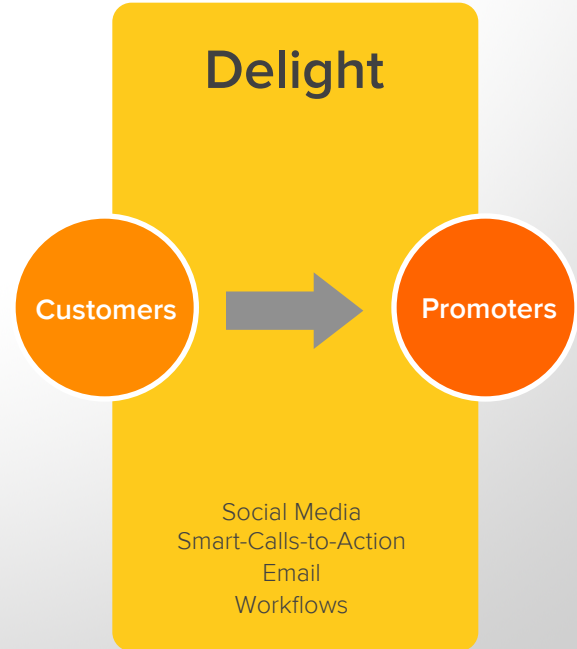 Delight
Customers
Promoters
Social Media
Smart-Calls-to-Action
Email
Workflows